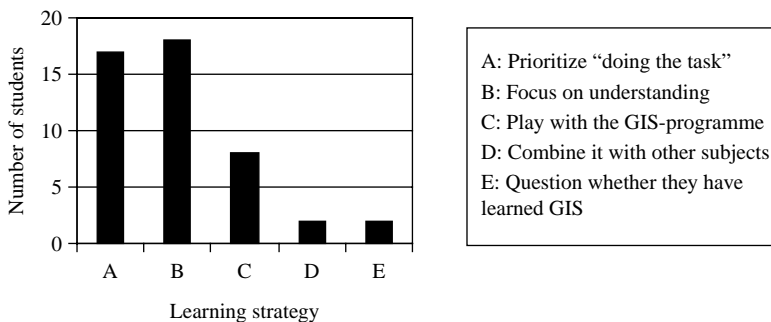 20
15
10
5
0
Number of students
A B C D E
Learning strategy
A: Prioritize “doing the task”
B: Focus on understanding
C: Play with the GIS-programme
D: Combine it with other subjects
E: Question whether they have
learned GIS